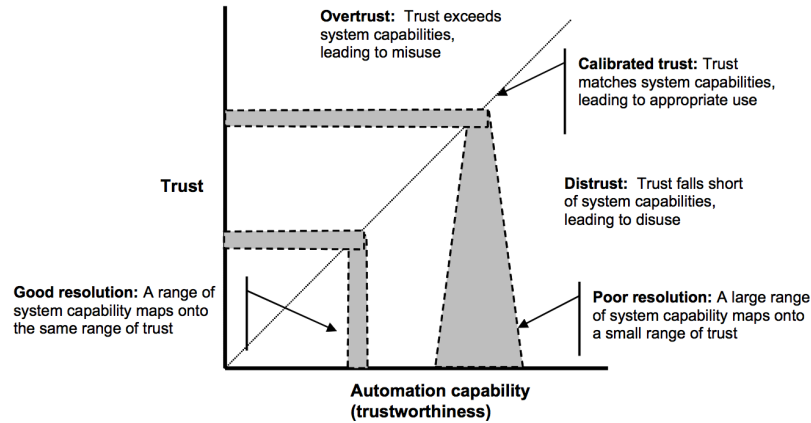 Overtrust: Trust exceeds
system capabilities,
leading to misuse
Calibrated trust: Trust
matches system capabilities,
leading to appropriate use
Trust
Distrust: Trust falls short
of system capabilities,
leading to disuse
Good resolution: A range of
system capability maps onto
the same range of trust
Poor resolution: A large range
of system capability maps onto
a small range of trust
Automation capability
(trustworthiness)